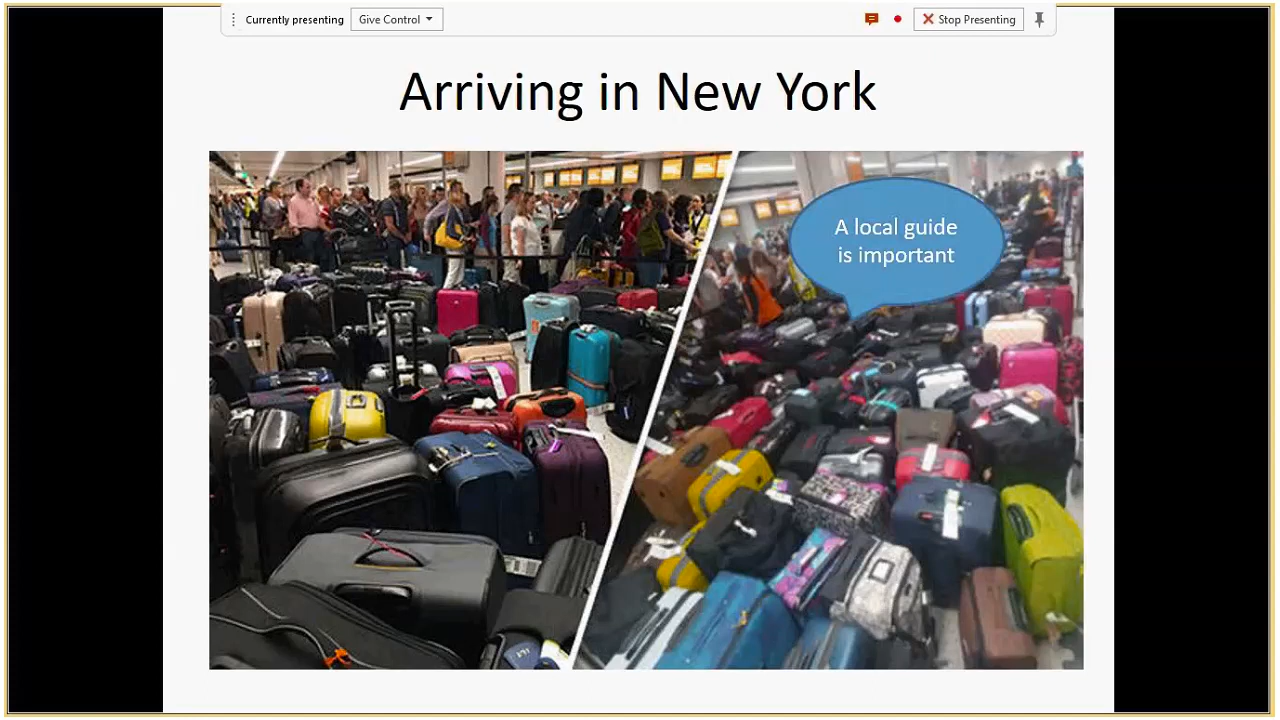 Currently presenting
Give Control
Stop Presenting
Arriving in New York
A local guide
is important